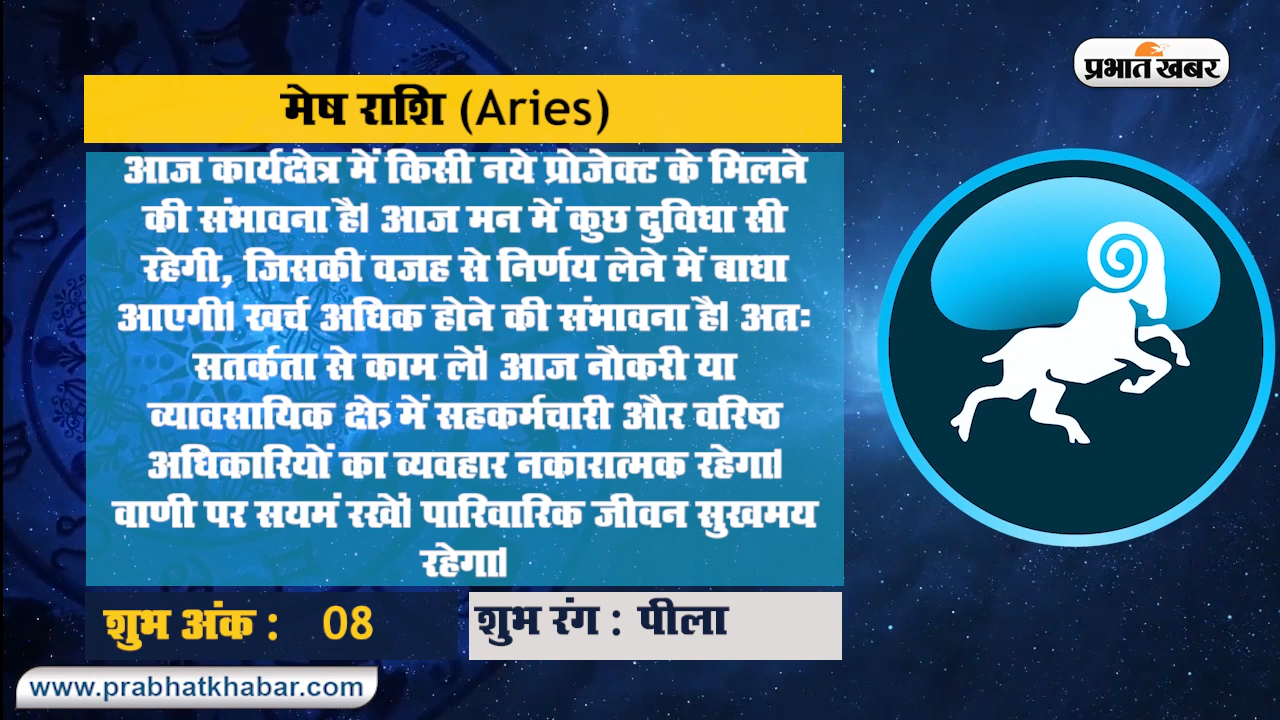 प्रभात खबर
मेष राशि (Aries)
आज कार्यक्षेत्र में किसी नये प्रोजेक्ट के मिलने
की संभावना है। आज मन में कुछ दुविधा सी
रहेगी, जिसकी वजह से निर्णय लेने में बाधा
आएगी। खर्च अधिक होने की संभावना है। अतः
सतर्कता से काम लें। आज नौकरी या
व्यावसायिक क्षे॰ में सहकर्मचारी और वरिष्ठ
अधिकारियों का व्यवहार नकारात्मक रहेगा।
वाणी पर सयमं रखें। पारिवारिक जीवन सुखमय
रहेगा।
शुभ अंक : 08
शुभ रंग : पीला
www.prabhatkhabar.com